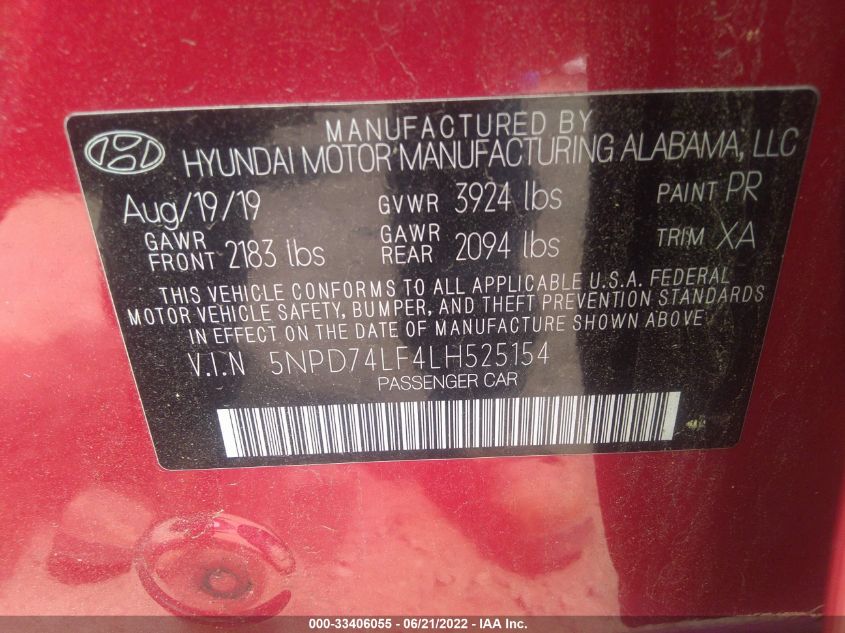 MANUFACTURED BY
HYUNDAI MOTOR MANUFACTURING ALABAMA, LLC
Aug/19/19 GVWR 3924 lbs PAINT PR
GAWR FRONT 2183 lbs GAWR REAR 2094 lbs TRIM XA
THIS VEHICLE CONFORMS TO ALL APPLICABLE U.S.A. FEDERAL
MOTOR VEHICLE SAFETY, BUMPER, AND THEFT PREVENTION STANDARDS
IN EFFECT ON THE DATE OF MANUFACTURE SHOWN ABOVE.
V.I.N 5NPD74LF4LH525154
PASSENGER CAR
000-33406055 - 06/21/2022 - IAA Inc.